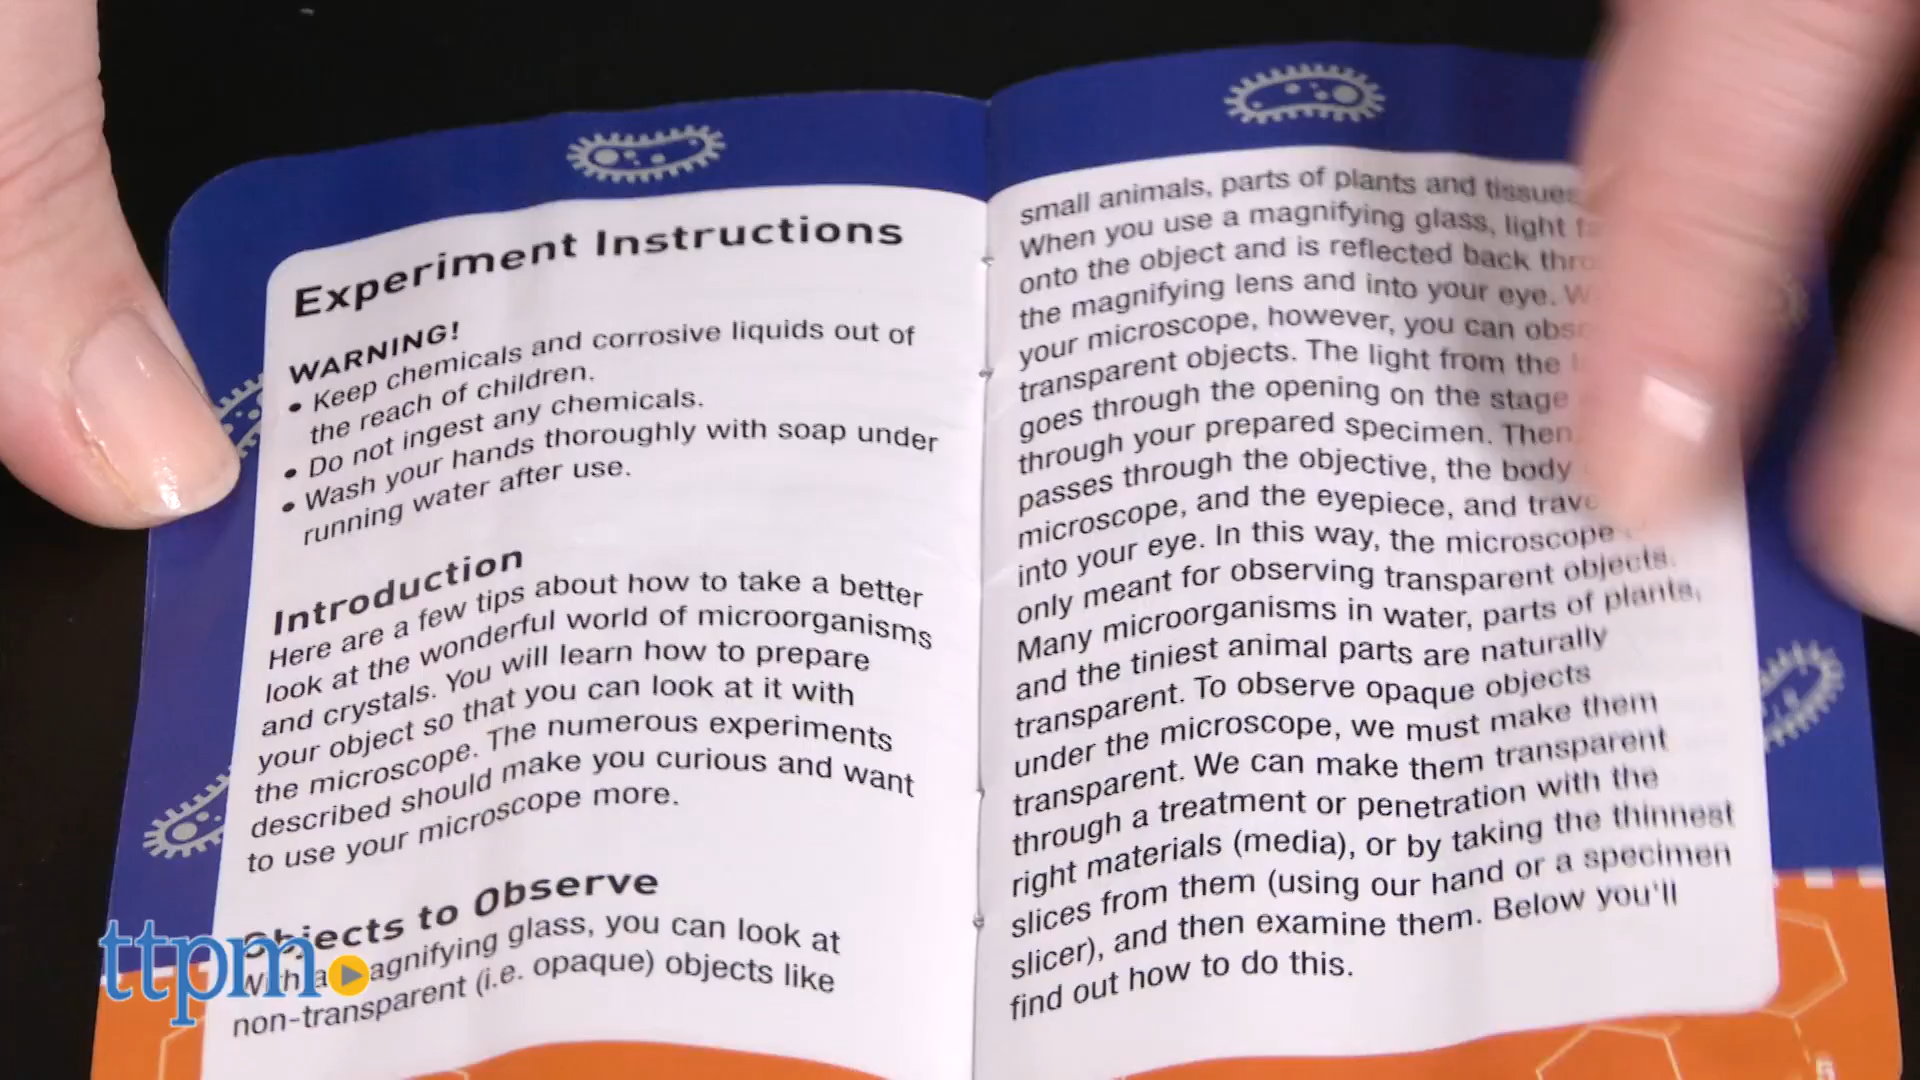 Experiment Instructions
WARNING!
• Keep chemicals and corrosive liquids out of
the reach of children.
• Do not ingest any chemicals.
• Wash your hands thoroughly with soap under
running water after use.
Introduction
Here are a few tips about how to take a better
look at the wonderful world of microorganisms
and crystals. You will learn how to prepare
your object so that you can look at it with
the microscope. The numerous experiments
described should make you curious and want
to use your microscope more.
Objects to Observe
With a magnifying glass, you can look at
non-transparent (i.e. opaque) objects like
small animals, parts of plants and tissues
When you use a magnifying glass, light
onto the object and is reflected back
the magnifying lens and into your eye.
your microscope, however, you can
transparent objects. The light from the
goes through the opening on the stage
through your prepared specimen. Then
passes through the objective, the body
microscope, and the eyepiece, and
into your eye. In this way, the microscope
only meant for observing transparent objects.
Many microorganisms in water, parts of plants,
and the tiniest animal parts are naturally
transparent. To observe opaque objects
under the microscope, we must make them
transparent. We can make them transparent
through a treatment or penetration with the
right materials (media), or by taking the thinnest
slices from them (using our hand or a specimen
slicer), and then examine them. Below you'll
find out how to do this.
5
ttpm